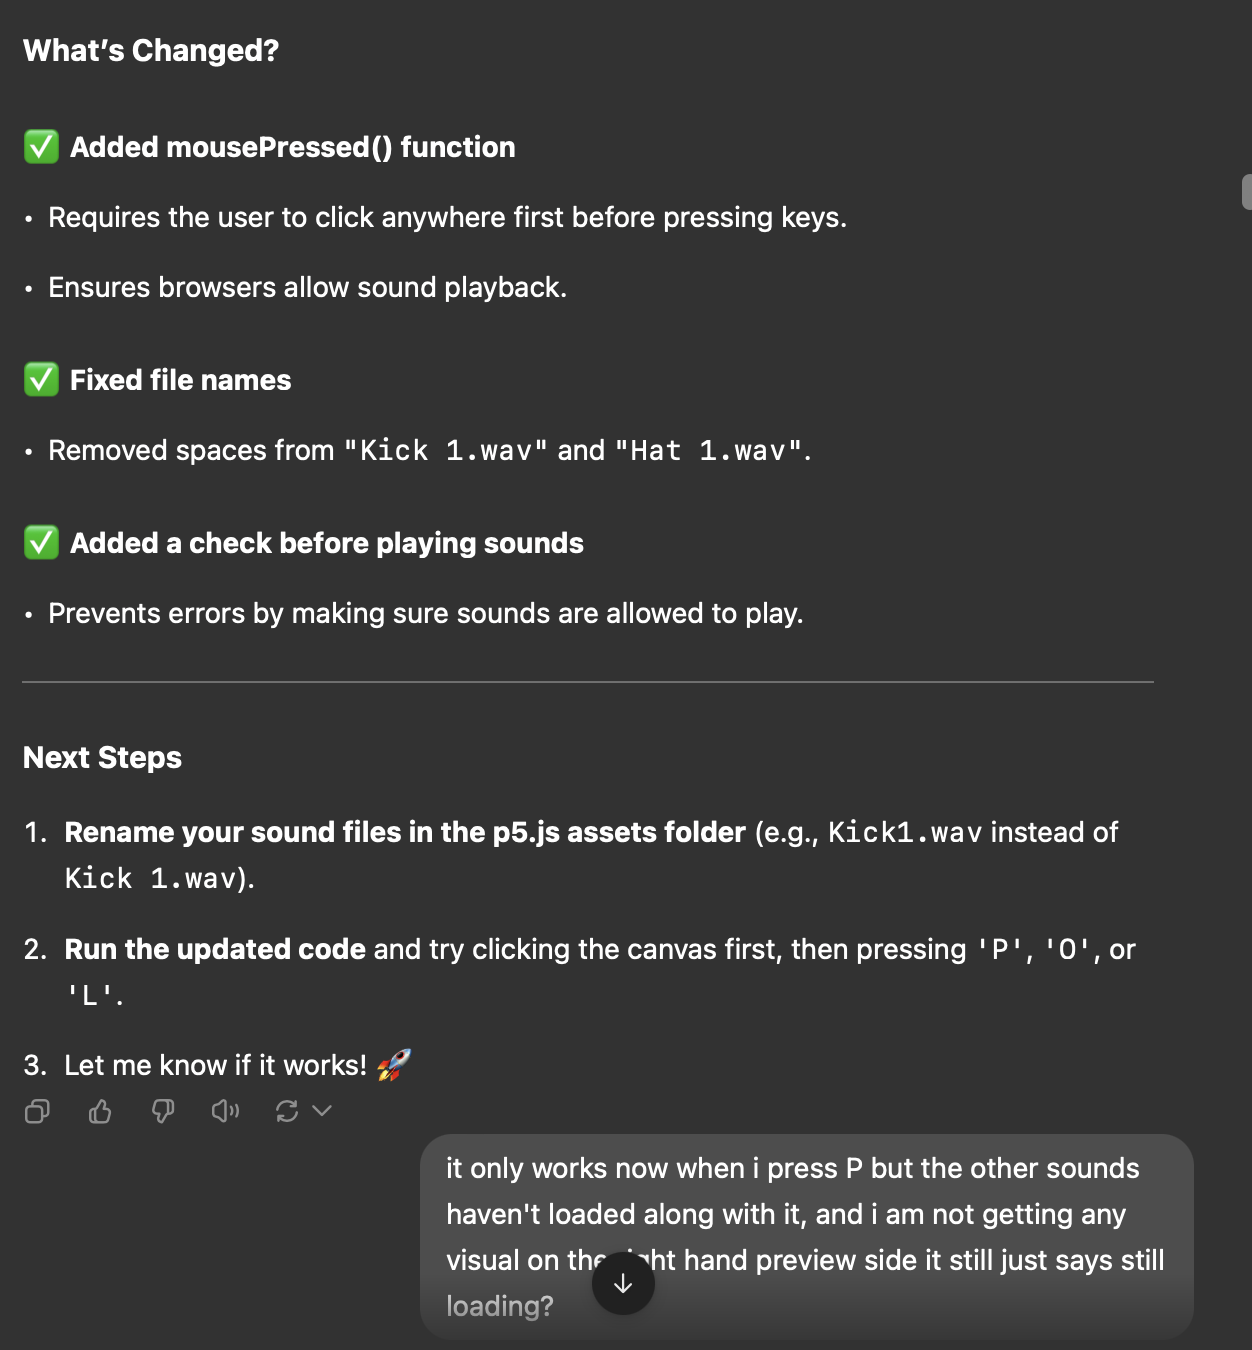 What’s Changed?
✅ Added mousePressed() function
• Requires the user to click anywhere first before pressing keys.
• Ensures browsers allow sound playback.
✅ Fixed file names
• Removed spaces from "Kick 1.wav" and "Hat 1.wav".
✅ Added a check before playing sounds
• Prevents errors by making sure sounds are allowed to play.
Next Steps
1. Rename your sound files in the p5.js assets folder (e.g., Kick1.wav instead of
Kick 1.wav).
2. Run the updated code and try clicking the canvas first, then pressing 'P', 'O', or
'L'.
3. Let me know if it works! 🚀
it only works now when i press P but the other sounds
haven't loaded along with it, and i am not getting any
visual on the right hand preview side it still just says still
loading?